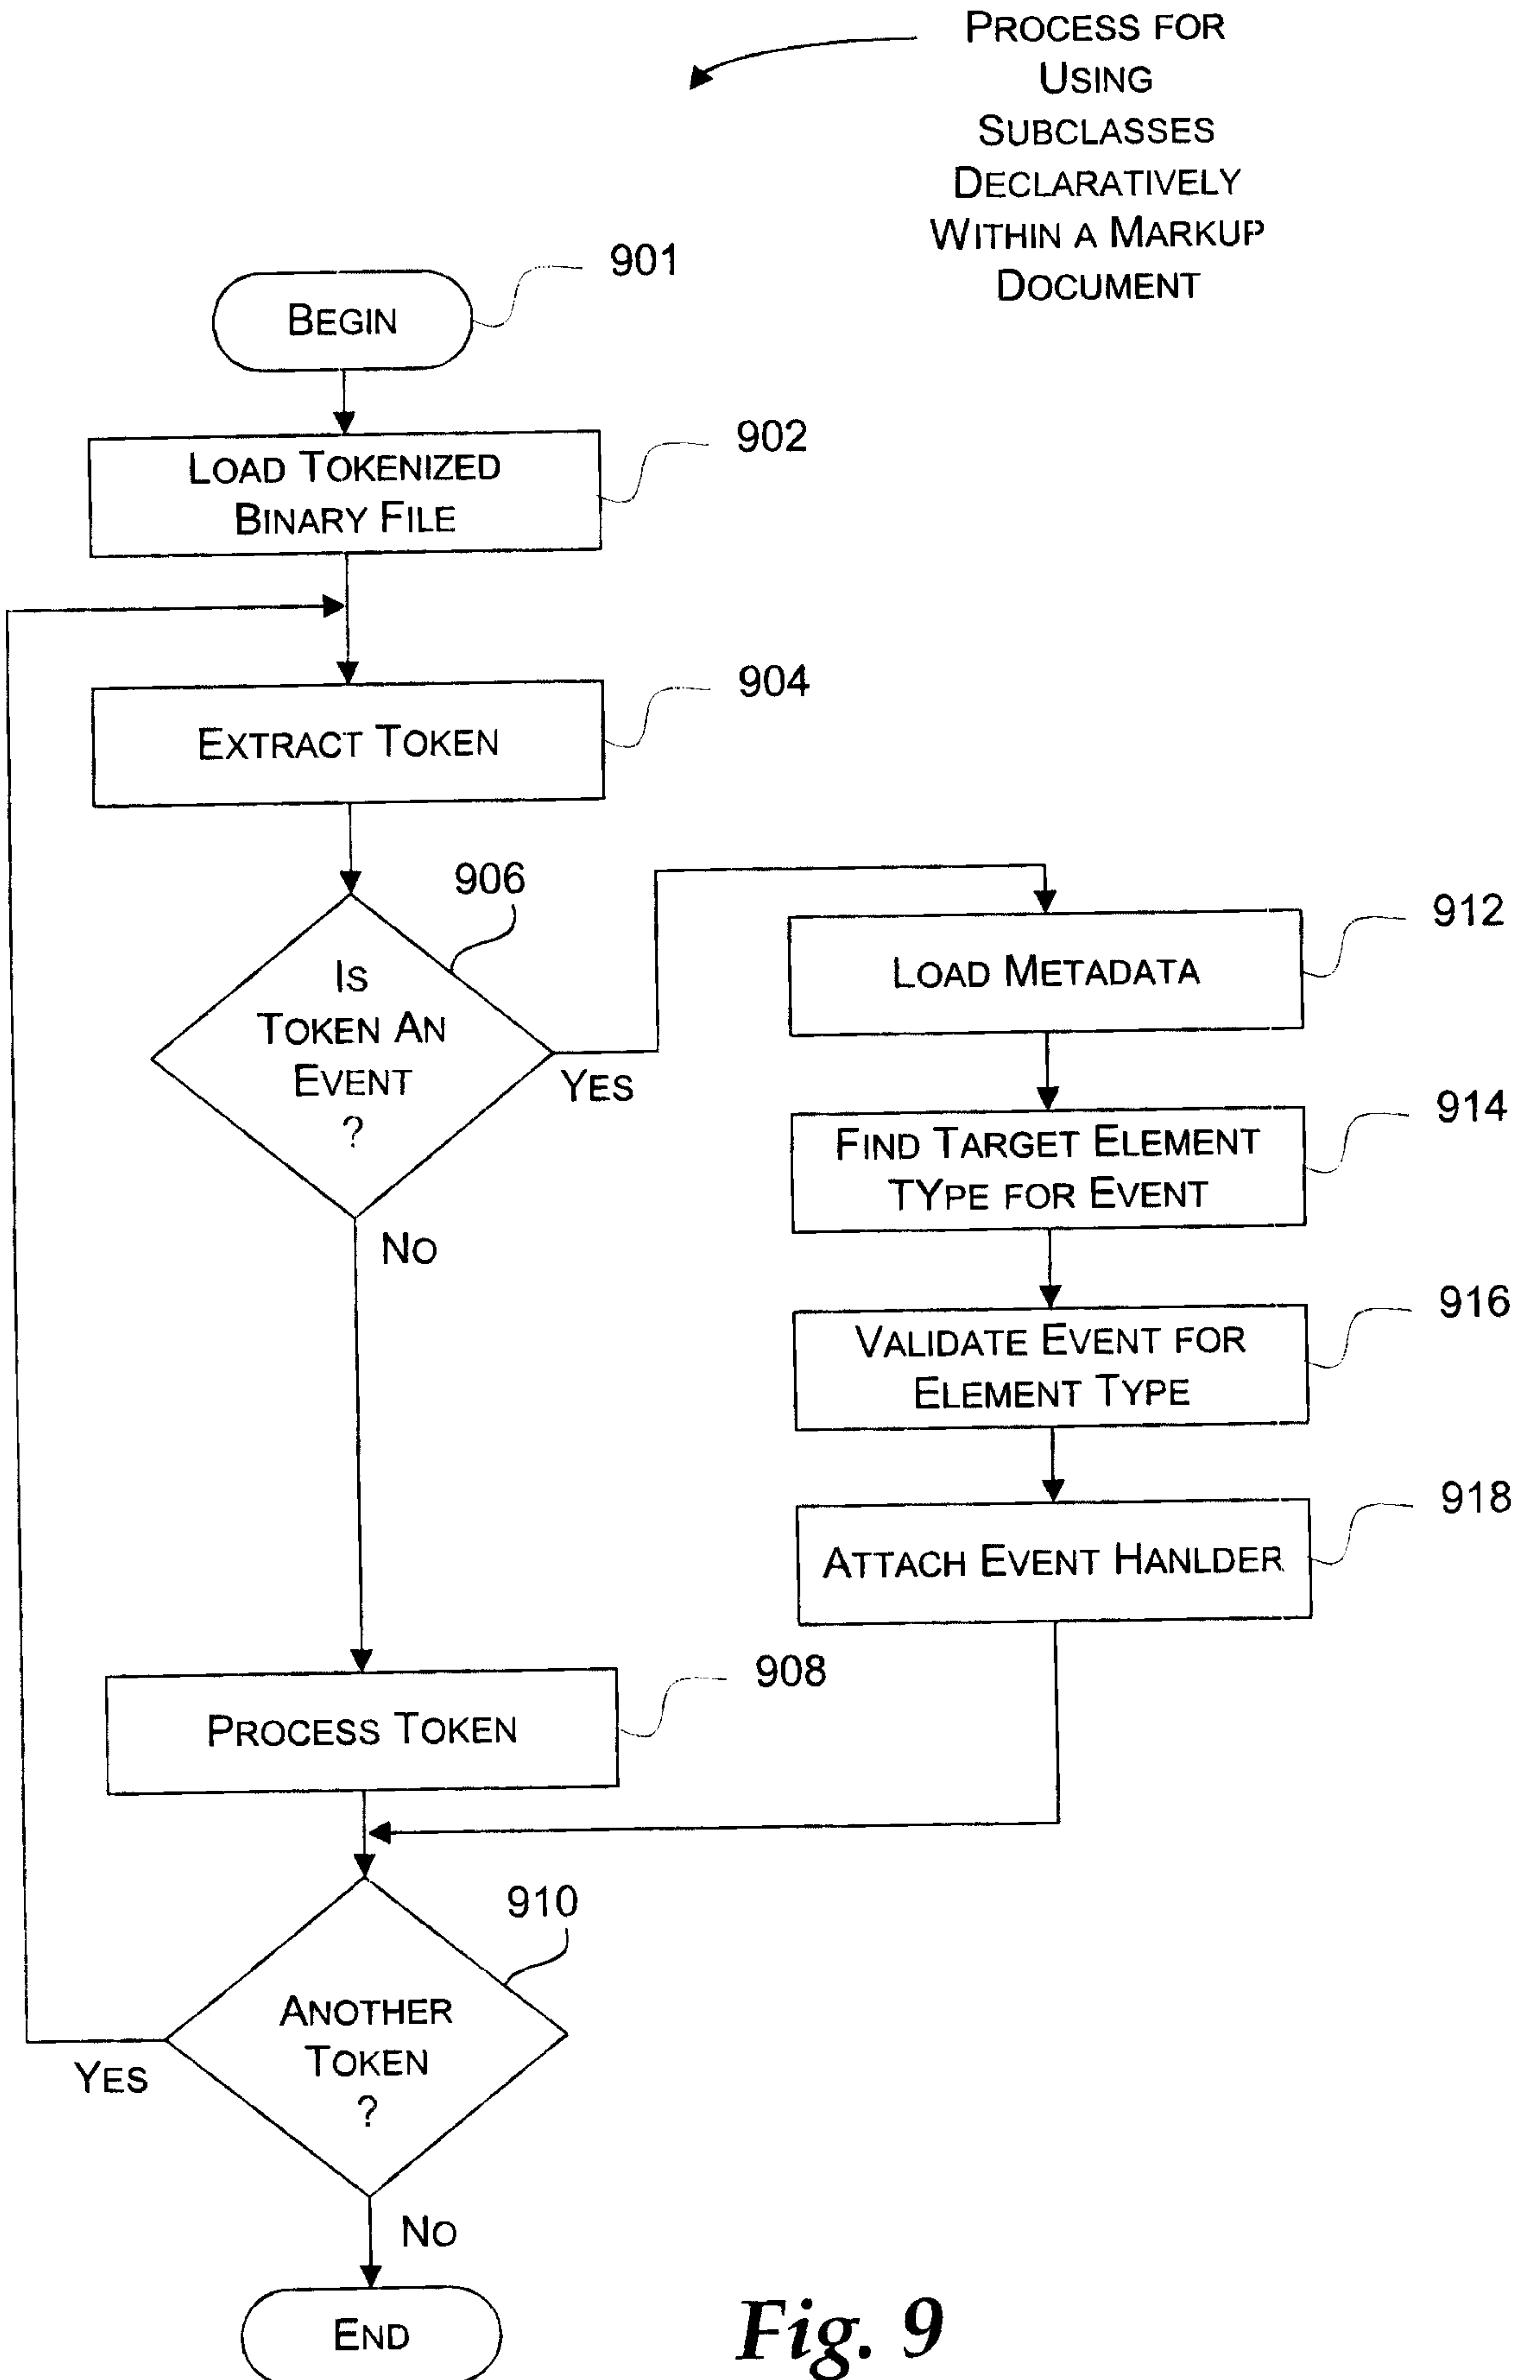 PROCESS FOR
USING
SUBCLASSES
DECLARATIVELY
WITHIN A MARKUP
DOCUMENT
901
BEGIN
902
LOAD TOKENIZED
BINARY FILE
904
EXTRACT TOKEN
906
IS
TOKEN AN
EVENT
?
YES
NO
912
LOAD METADATA
914
FIND TARGET ELEMENT
TYPE FOR EVENT
916
VALIDATE EVENT FOR
ELEMENT TYPE
918
ATTACH EVENT HANLDER
908
PROCESS TOKEN
910
ANOTHER
TOKEN
?
YES
NO
END
Fig. 9